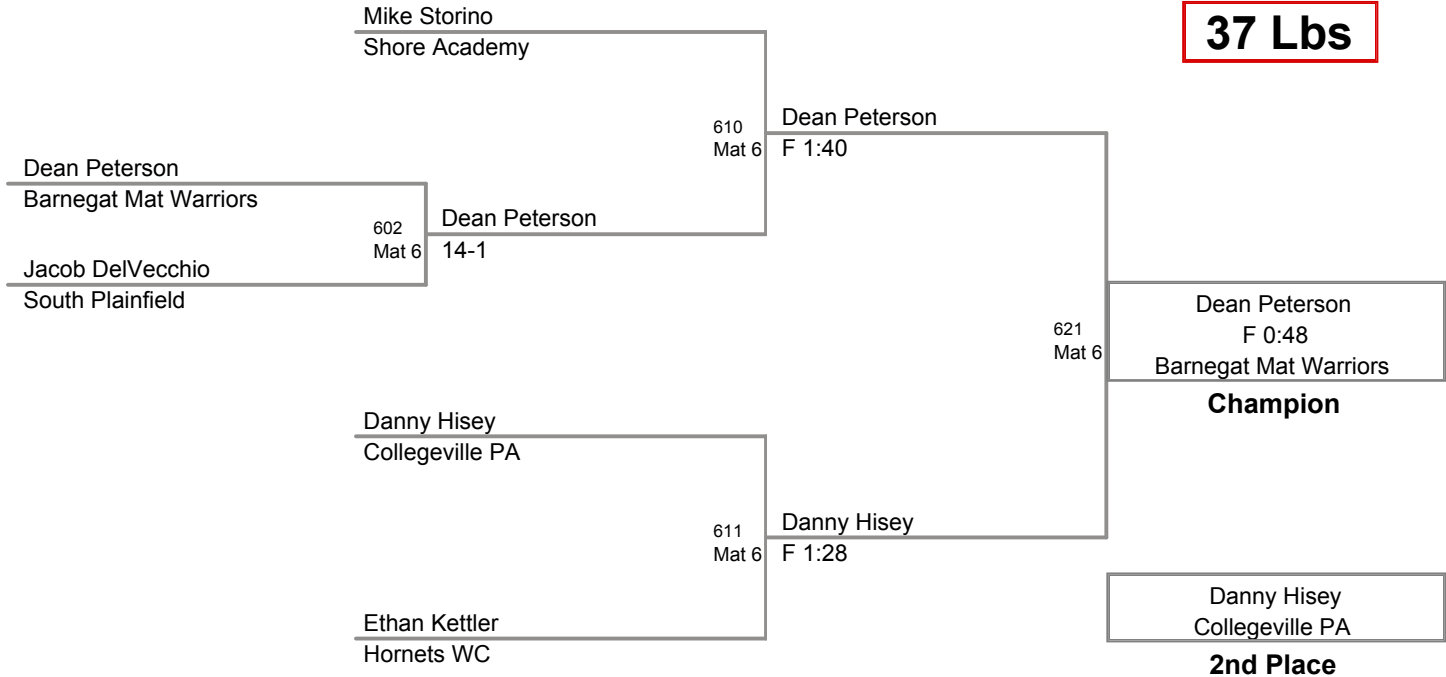 Mike Storino
Shore Academy
37 Lbs
610
Mat 6
Dean Peterson
F 1:40
Dean Peterson
Barnegat Mat Warriors
602
Mat 6
Dean Peterson
14-1
Jacob DelVecchio
South Plainfield
621
Mat 6
Dean Peterson
F 0:48
Barnegat Mat Warriors
Champion
Danny Hisey
Collegeville PA
611
Mat 6
Danny Hisey
F 1:28
Ethan Kettler
Hornets WC
Danny Hisey
Collegeville PA
2nd Place